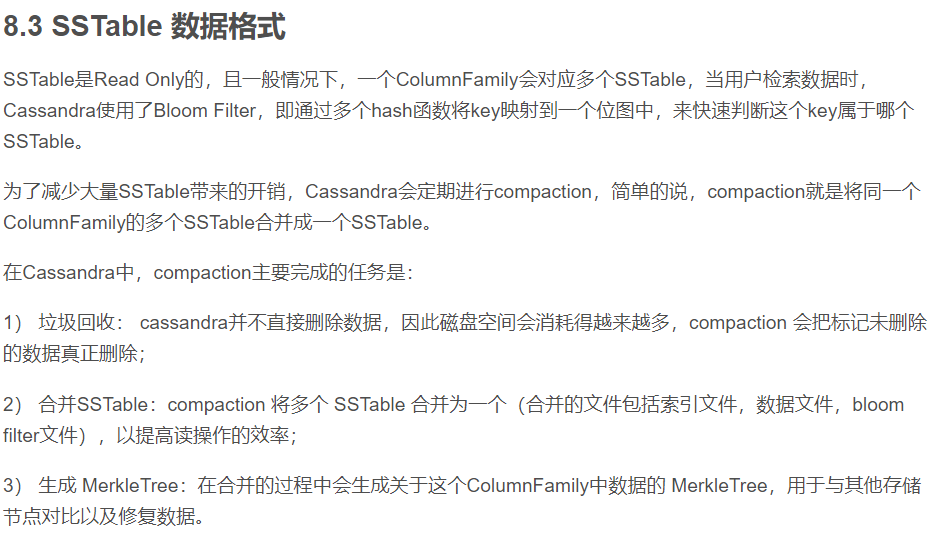 8.3 SSTable 数据格式
SSTable是Read Only的，且一般情况下，一个ColumnFamily会对应多个SSTable，当用户检索数据时，
Cassandra使用了Bloom Filter，即通过多个hash函数将key映射到一个位图中，来快速判断这个key属于哪个
SSTable。
为了减少大量SSTable带来的开销，Cassandra会定期进行compaction，简单的说，compaction就是将同一个
ColumnFamily的多个SSTable合并成一个SSTable。
在Cassandra中，compaction主要完成的任务是：
1） 垃圾回收： cassandra并不直接删除数据，因此磁盘空间会消耗得越来越多，compaction 会把标记未删除
的数据真正删除；
2） 合并SSTable：compaction 将多个 SSTable 合并为一个（合并的文件包括索引文件，数据文件，bloom
filter文件），以提高读操作的效率；
3） 生成 MerkleTree：在合并的过程中会生成关于这个ColumnFamily中数据的 MerkleTree，用于与其他存储
节点对比以及修复数据。